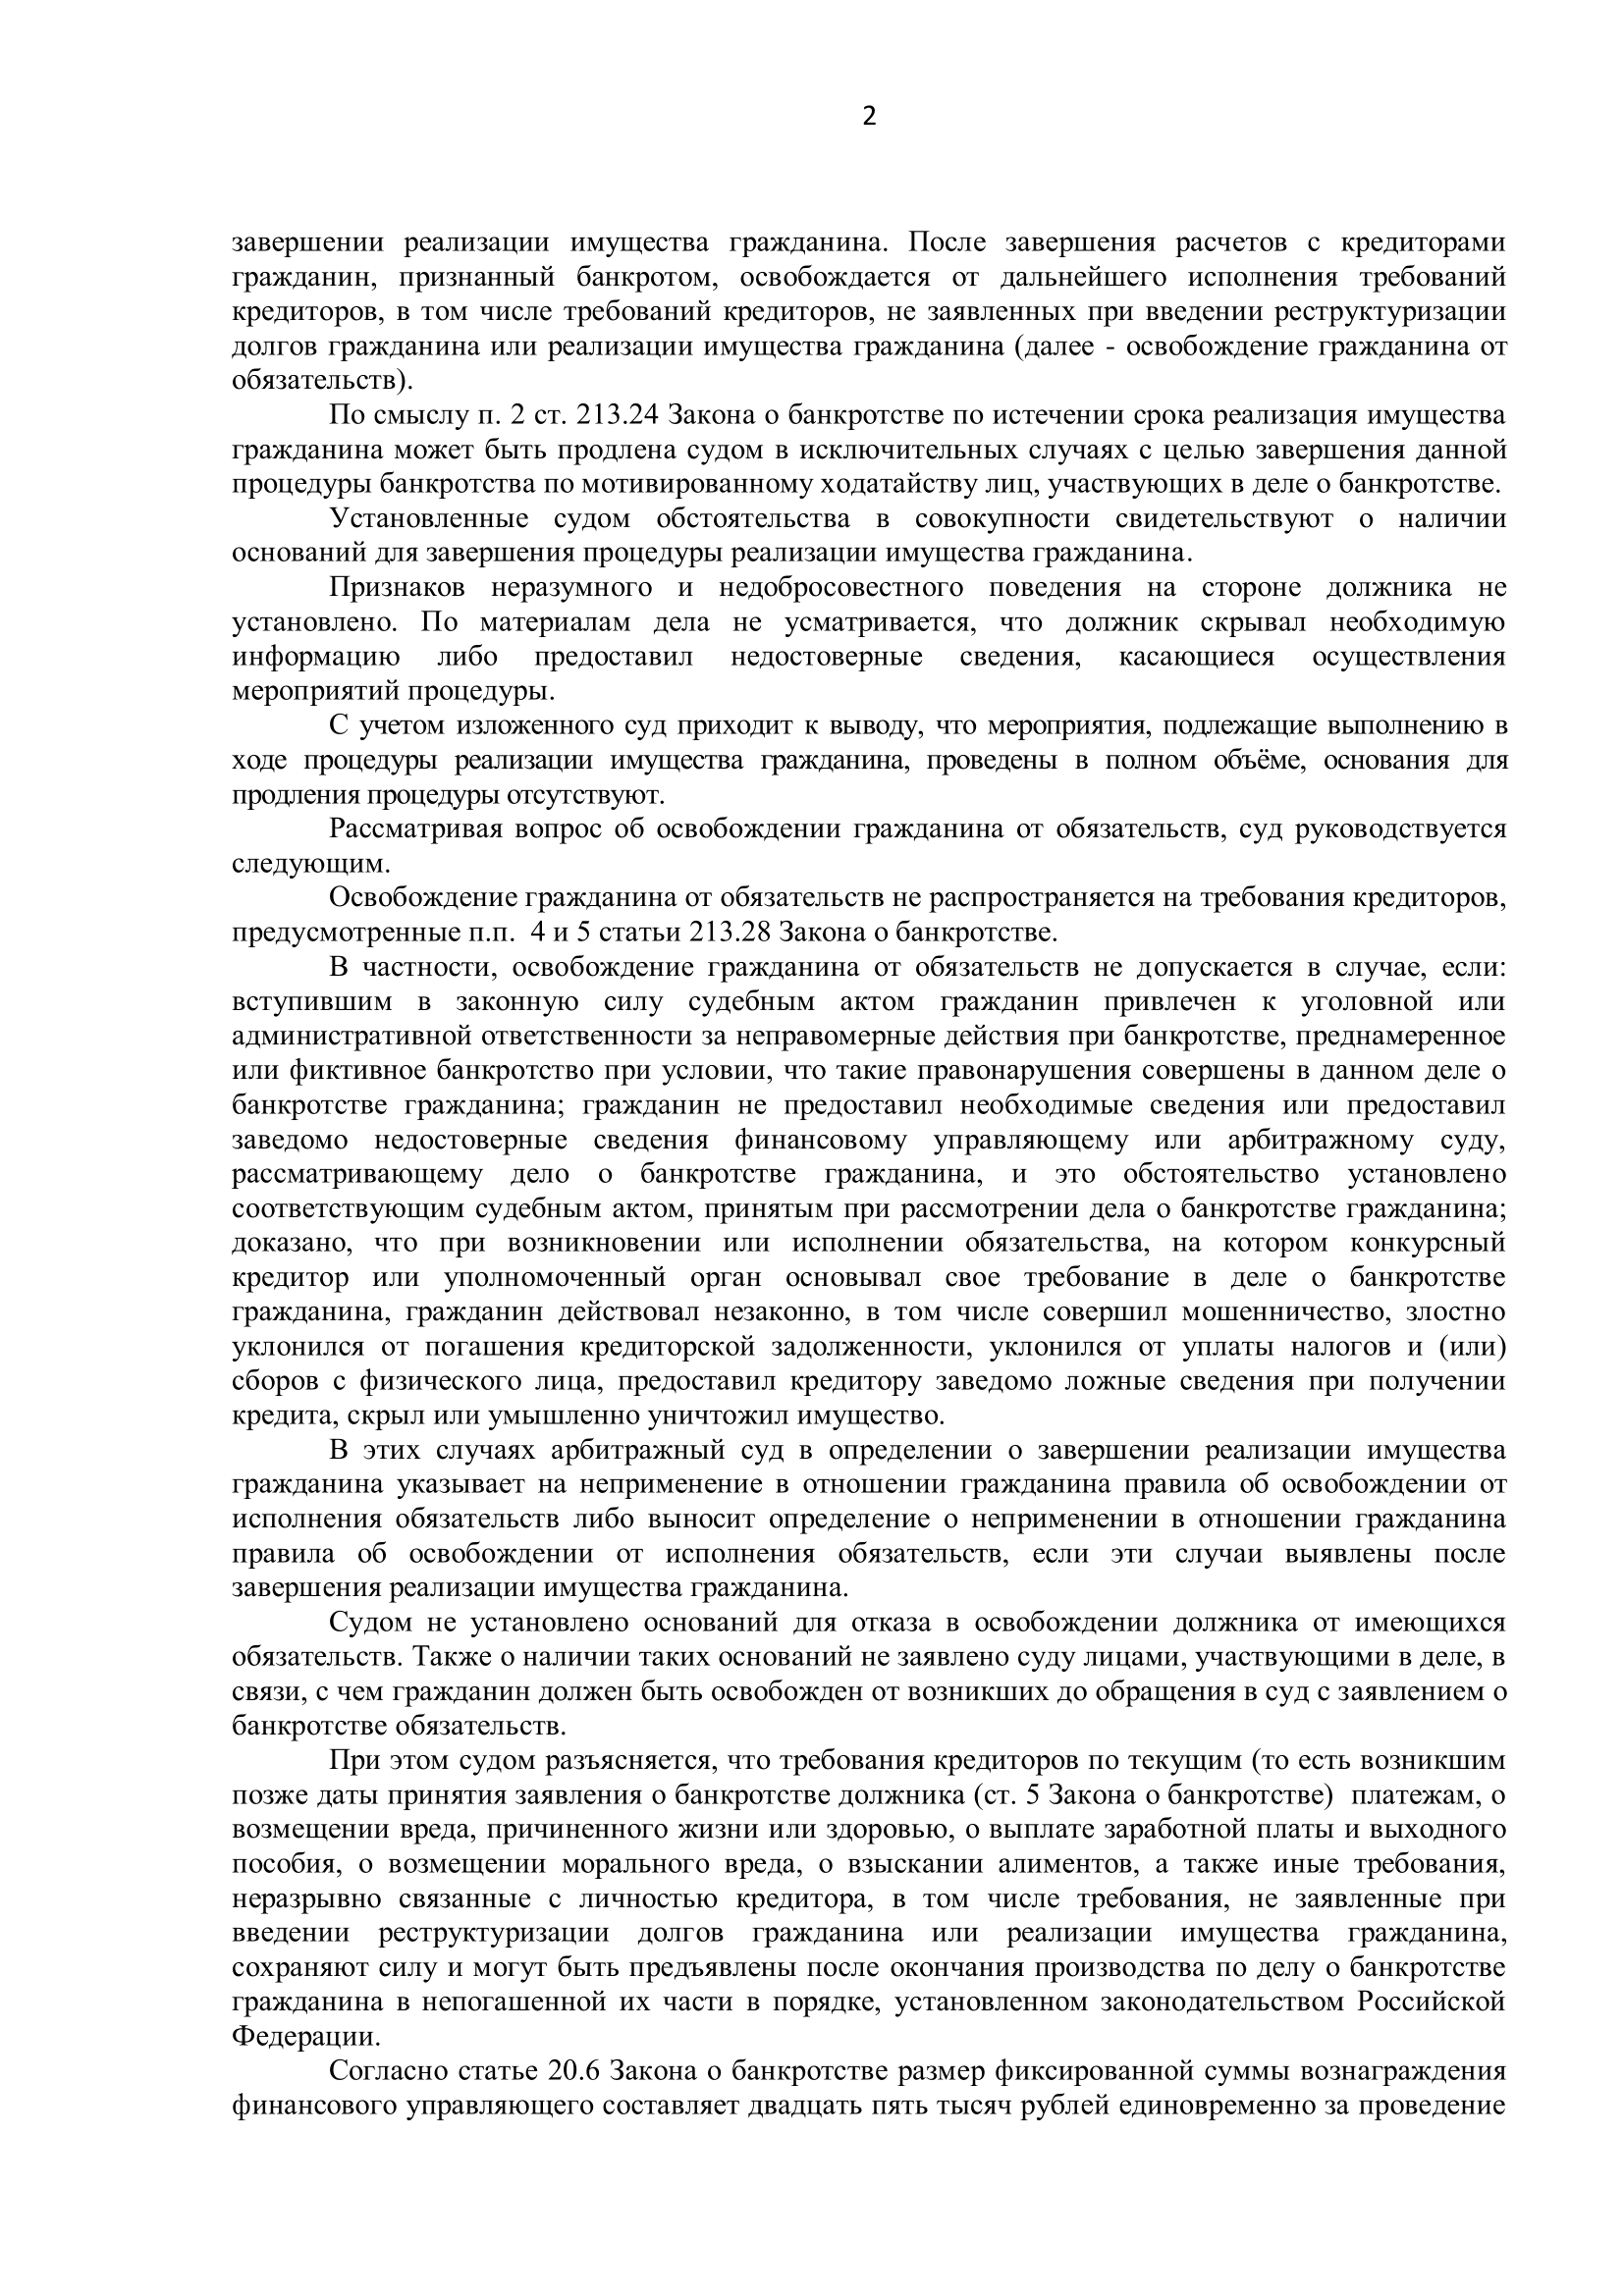 2
завершении реализации имущества гражданина. После завершения расчетов с кредиторами
гражданин, признанный банкротом, освобождается от дальнейшего исполнения требований
кредиторов, в том числе требований кредиторов, не заявленных при введении реструктуризации
долгов гражданина или реализации имущества гражданина (далее - освобождение гражданина от
обязательств).
По смыслу п. 2 ст. 213.24 Закона о банкротстве по истечении срока реализация имущества
гражданина может быть продлена судом в исключительных случаях с целью завершения данной
процедуры банкротства по мотивированному ходатайству лиц, участвующих в деле о банкротстве.
Установленные судом обстоятельства в совокупности свидетельствуют о наличии
оснований для завершения процедуры реализации имущества гражданина.
Признаков неразумного и недобросовестного поведения на стороне должника не
установлено. По материалам дела не усматривается, что должник скрывал необходимую
информацию либо предоставил недостоверные сведения, касающиеся осуществления
мероприятий процедуры.
С учетом изложенного суд приходит к выводу, что мероприятия, подлежащие выполнению в
ходе процедуры реализации имущества гражданина, проведены в полном объёме, основания для
продления процедуры отсутствуют.
Рассматривая вопрос об освобождении гражданина от обязательств, суд руководствуется
следующим.
Освобождение гражданина от обязательств не распространяется на требования кредиторов,
предусмотренные п.п. 4 и 5 статьи 213.28 Закона о банкротстве.
В частности, освобождение гражданина от обязательств не допускается в случае, если:
вступившим в законную силу судебным актом гражданин привлечен к уголовной или
административной ответственности за неправомерные действия при банкротстве, преднамеренное
или фиктивное банкротство при условии, что такие правонарушения совершены в данном деле о
банкротстве гражданина; гражданин не предоставил необходимые сведения или предоставил
заведомо недостоверные сведения финансовому управляющему или арбитражному суду,
рассматривающему дело о банкротстве гражданина, и это обстоятельство установлено
соответствующим судебным актом, принятым при рассмотрении дела о банкротстве гражданина;
доказано, что при возникновении или исполнении обязательства, на котором конкурсный
кредитор или уполномоченный орган основывал свое требование в деле о банкротстве
гражданина, гражданин действовал незаконно, в том числе совершил мошенничество, злостно
уклонился от погашения кредиторской задолженности, уклонился от уплаты налогов и (или)
сборов с физического лица, предоставил кредитору заведомо ложные сведения при получении
кредита, скрыл или умышленно уничтожил имущество.
В этих случаях арбитражный суд в определении о завершении реализации имущества
гражданина указывает на неприменение в отношении гражданина правила об освобождении от
исполнения обязательств либо выносит определение о неприменении в отношении гражданина
правила об освобождении от исполнения обязательств, если эти случаи выявлены после
завершения реализации имущества гражданина.
Судом не установлено оснований для отказа в освобождении должника от имеющихся
обязательств. Также о наличии таких оснований не заявлено суду лицами, участвующими в деле, в
связи, с чем гражданин должен быть освобожден от возникших до обращения в суд с заявлением о
банкротстве обязательств.
При этом судом разъясняется, что требования кредиторов по текущим (то есть возникшим
позже даты принятия заявления о банкротстве должника (ст. 5 Закона о банкротстве) платежам, о
возмещении вреда, причиненного жизни или здоровью, о выплате заработной платы и выходного
пособия, о возмещении морального вреда, о взыскании алиментов, а также иные требования,
неразрывно связанные с личностью кредитора, в том числе требования, не заявленные при
введении реструктуризации долгов гражданина или реализации имущества гражданина,
сохраняют силу и могут быть предъявлены после окончания производства по делу о банкротстве
гражданина в непогашенной их части в порядке, установленном законодательством Российской
Федерации.
Согласно статье 20.6 Закона о банкротстве размер фиксированной суммы вознаграждения
финансового управляющего составляет двадцать пять тысяч рублей единовременно за проведение